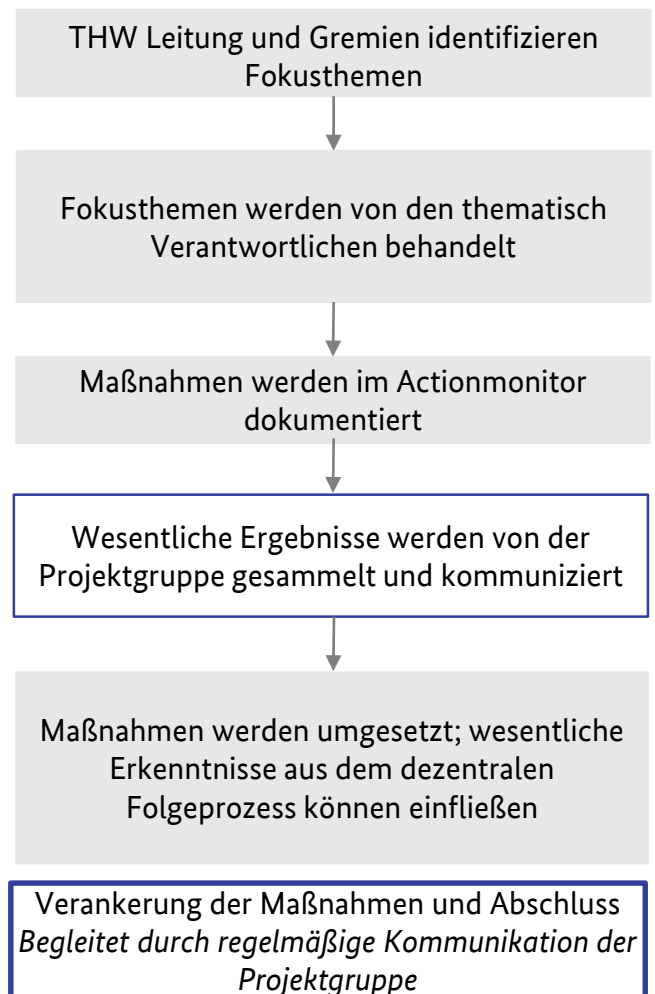 THW Leitung und Gremien identifizieren
Fokusthemen
Fokusthemen werden von den thematisch
Verantwortlichen behandelt
Maßnahmen werden im Actionmonitor
dokumentiert
Wesentliche Ergebnisse werden von der
Projektgruppe gesammelt und kommuniziert
Maßnahmen werden umgesetzt; wesentliche
Erkenntnisse aus dem dezentralen
Folgeprozess können einfließen
Verankerung der Maßnahmen und Abschluss
Begleitet durch regelmäßige Kommunikation der
Projektgruppe